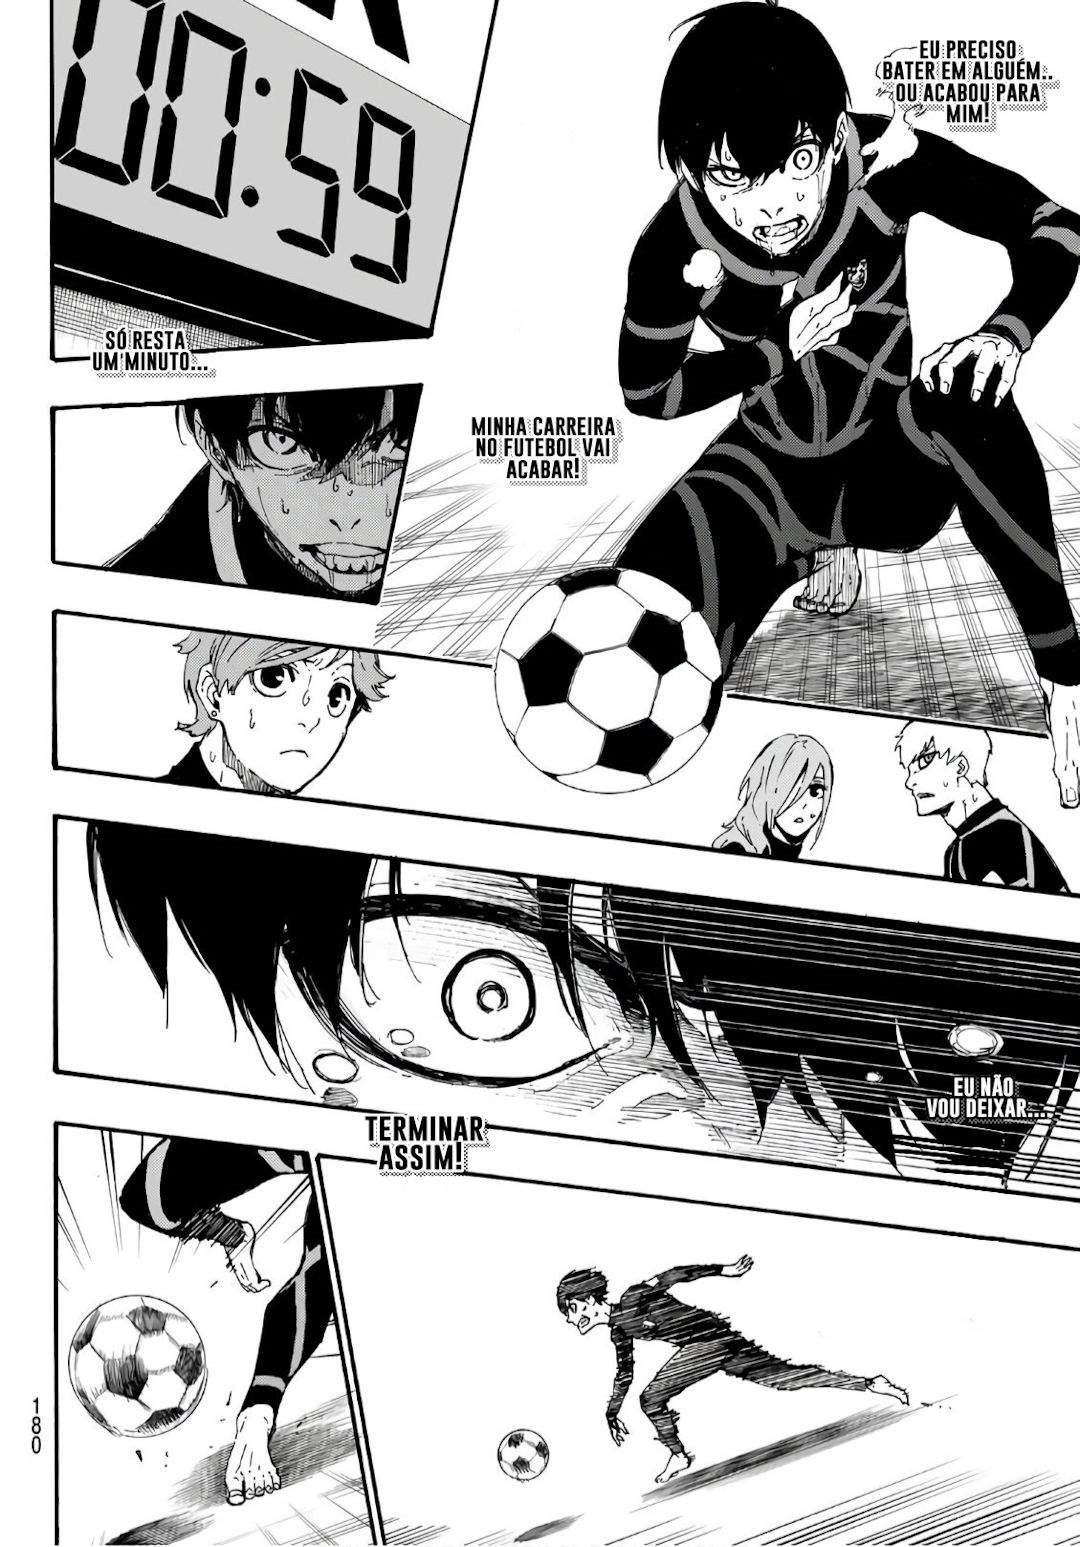 00:59
SÓ RESTA
UM MINUTO...
EU PRECISO
BATER EM ALGUÉM..
OU ACABOU PARA
MIM!
MINHA CARREIRA
NO FUTEBOL VAI
ACABAR!
EU NÃO
VOU DEIXAR....
TERMINAR
ASSIM!
180